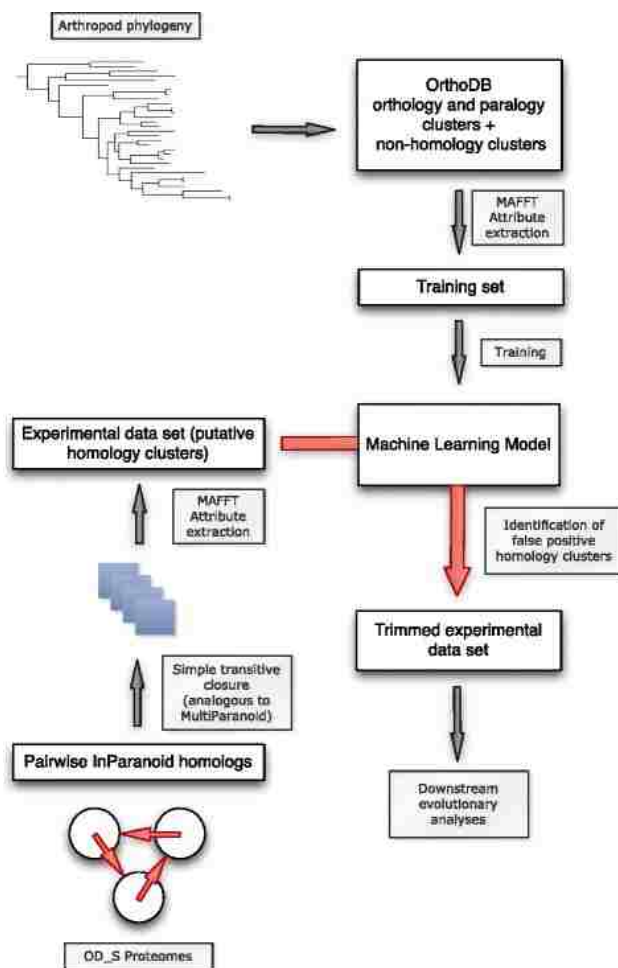 Arthropod phylogeny
OrthoDB
orthology and paralogy
clusters +
non-homology clusters
MAFFT
Attribute
extraction
Training set
Training
Experimental data set (putative
homology clusters)
Machine Learning Model
MAFFT
Attribute
extraction
Identification of
false positive
homology clusters
Trimmed experimental
data set
Simple transitive
closure
(analogous to
MultiParanoid)
Pairwise InParanoid homologs
Downstream
evolutionary
analyses
OD_S Proteomes